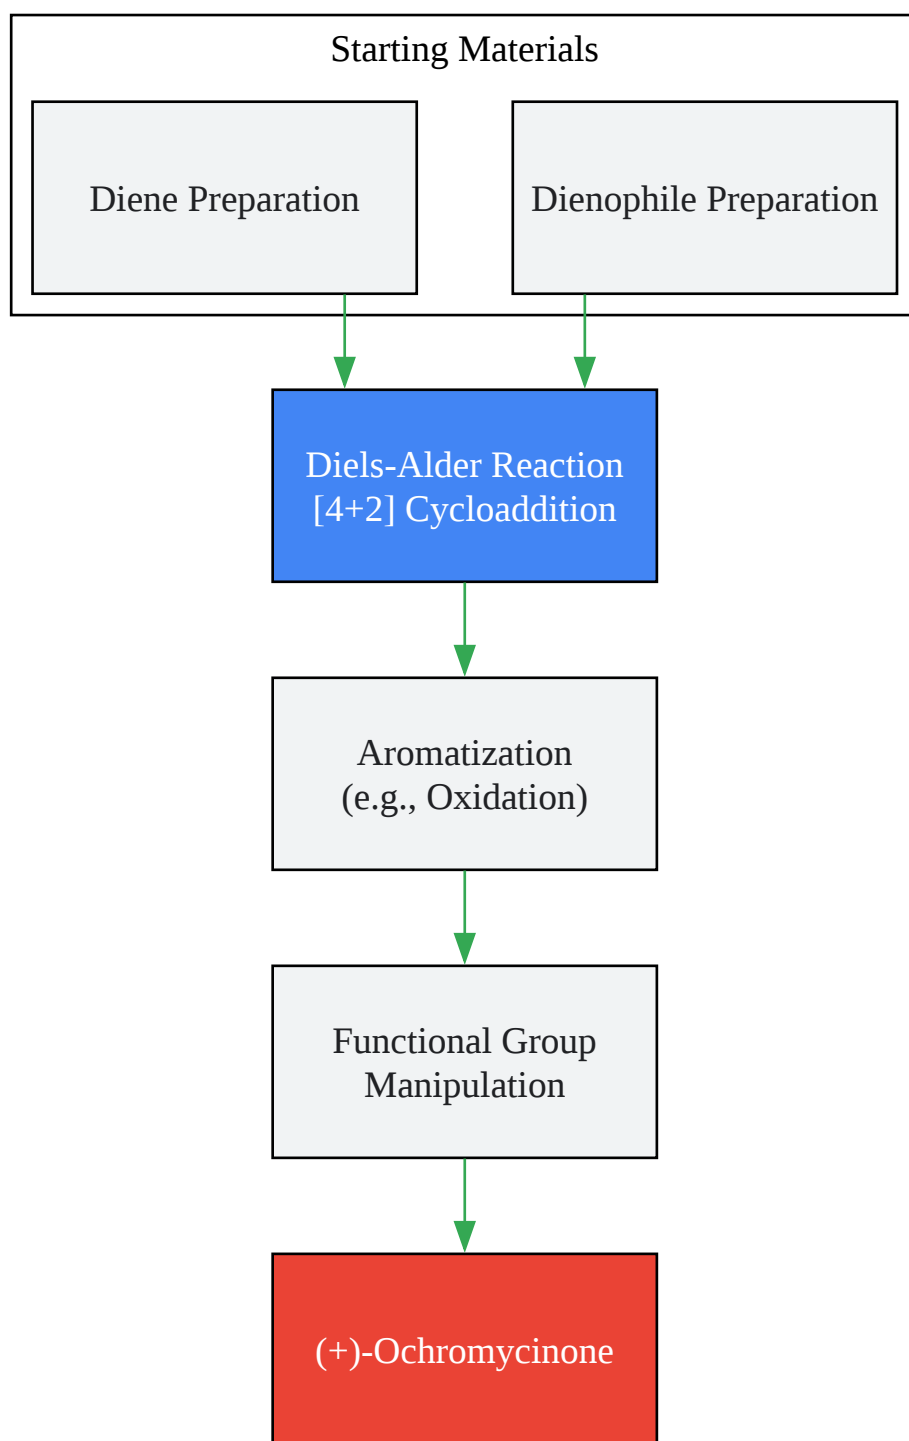 Starting Materials
Diene Preparation
Dienophile Preparation
Diels-Alder Reaction
[4+2] Cycloaddition
Aromatization
(e.g., Oxidation)
Functional Group
Manipulation
(+)-Ochromycinone